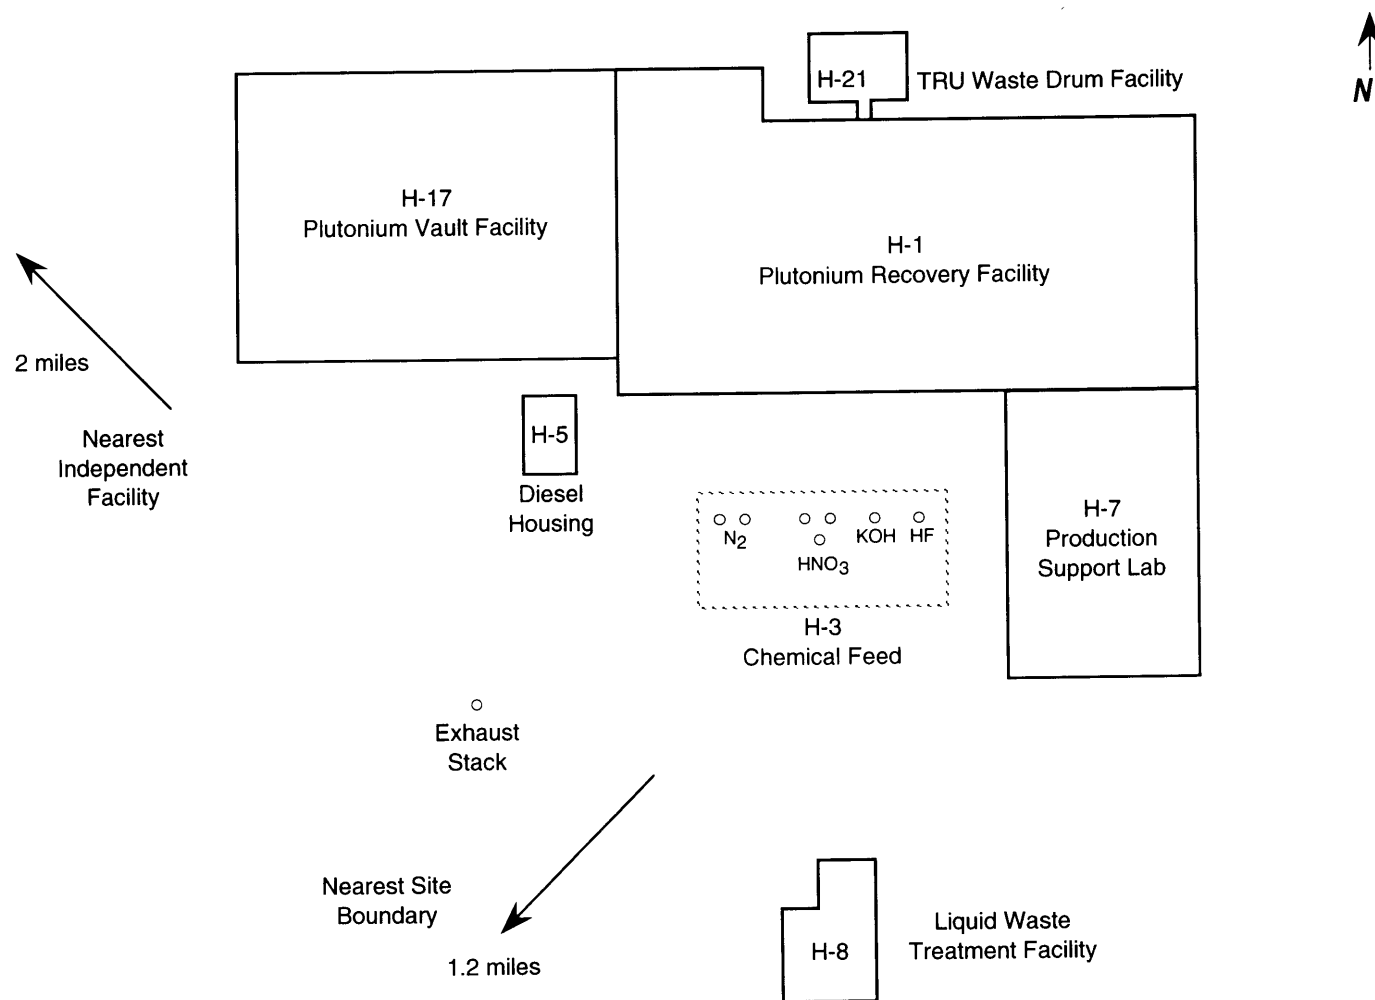 H-21 TRU Waste Drum Facility
N
H-17
Plutonium Vault Facility
H-1
Plutonium Recovery Facility
2 miles
Nearest
Independent
Facility
H-5
Diesel
Housing
N2 HNO3 KOH HF
H-3
Chemical Feed
H-7
Production
Support Lab
Exhaust
Stack
Nearest Site
Boundary
1.2 miles
H-8
Liquid Waste
Treatment Facility